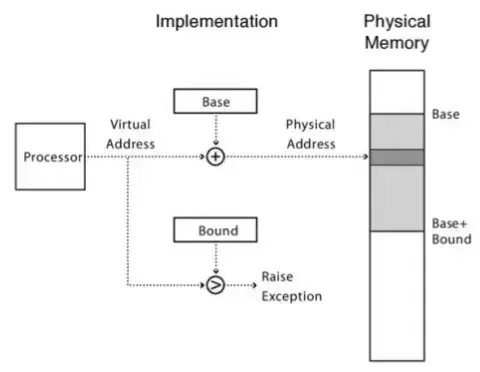 Implementation
Physical
Memory
Base
Base
Virtual
Address
Physical
Address
Processor
+
Bound
Base+
Bound
>
Raise
Exception